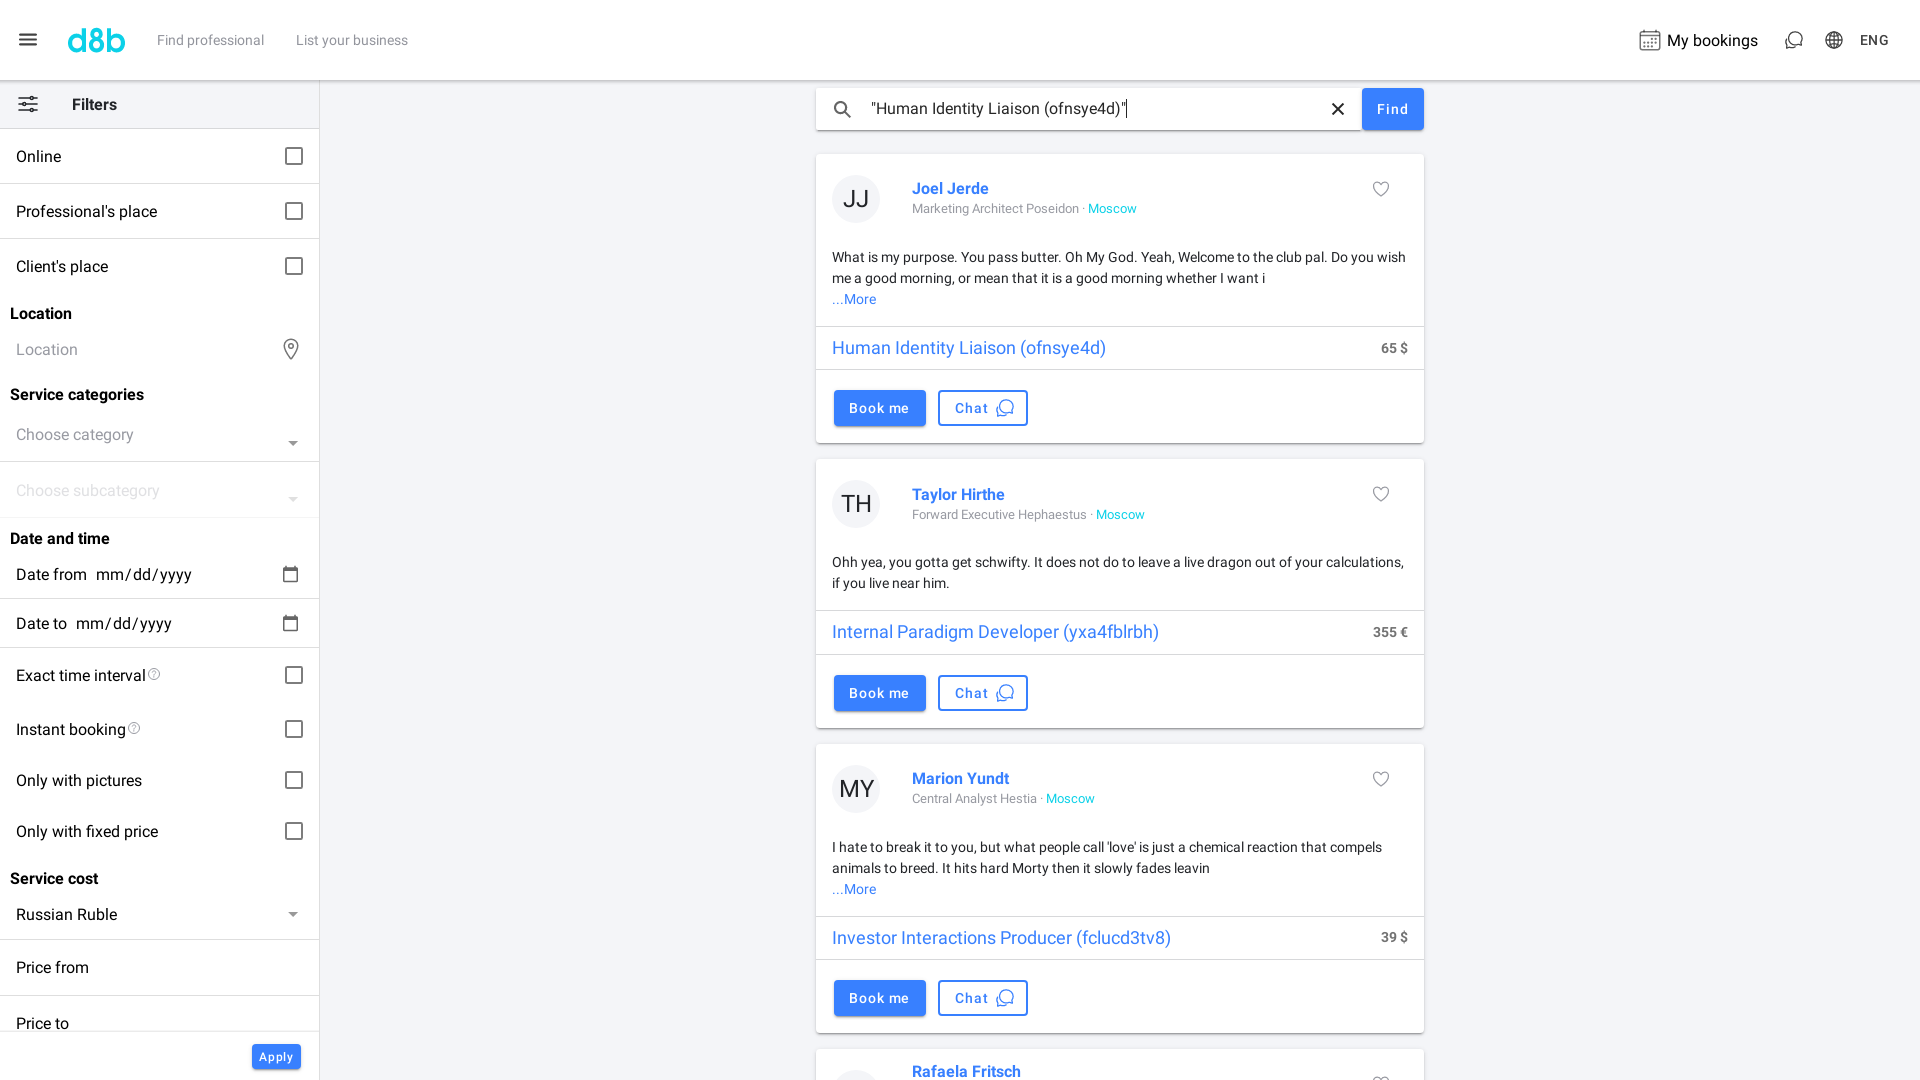 d8b
Find professional
List your business
My bookings
ENG
Filters
Online
Professional's place
Client's place
Location
Location
Service categories
Choose category
Choose subcategory
Date and time
Date from mm/dd/yyyy
Date to mm/dd/yyyy
Exact time interval
Instant booking
Only with pictures
Only with fixed price
Service cost
Russian Ruble
Price from
Price to
Apply
"Human Identity Liaison (ofnsye4d)"
Find
JJ
Joel Jerde
Marketing Architect Poseidon · Moscow
What is my purpose. You pass butter. Oh My God. Yeah, Welcome to the club pal. Do you wish
me a good morning, or mean that it is a good morning whether I want i
...More
Human Identity Liaison (ofnsye4d) 65 $
Book me
Chat
TH
Taylor Hirthe
Forward Executive Hephaestus · Moscow
Ohh yea, you gotta get schwifty. It does not do to leave a live dragon out of your calculations,
if you live near him.
Internal Paradigm Developer (yxa4fblrbh) 355 €
Book me
Chat
MY
Marion Yundt
Central Analyst Hestia · Moscow
I hate to break it to you, but what people call 'love' is just a chemical reaction that compels
animals to breed. It hits hard Morty then it slowly fades leavin
...More
Investor Interactions Producer (fclucd3tv8) 39 $
Book me
Chat
Rafaela Fritsch